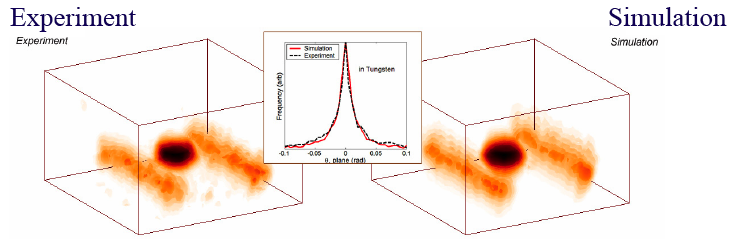 Experiment
Simulation
Experiment
Simulation
Simulation
Experiment
in Tungsten
Frequency (arb)
-0.1 -0.05 0 0.05 0.1
θ, plane (rad)